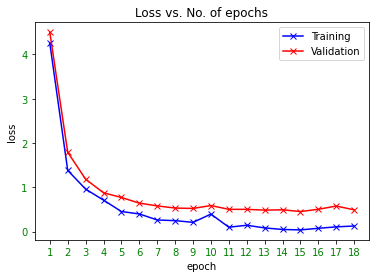 Loss vs. No. of epochs
Training
Validation
4
3
2
1
0
loss
1 2 3 4 5 6 7 8 9 10 11 12 13 14 15 16 17 18
epoch